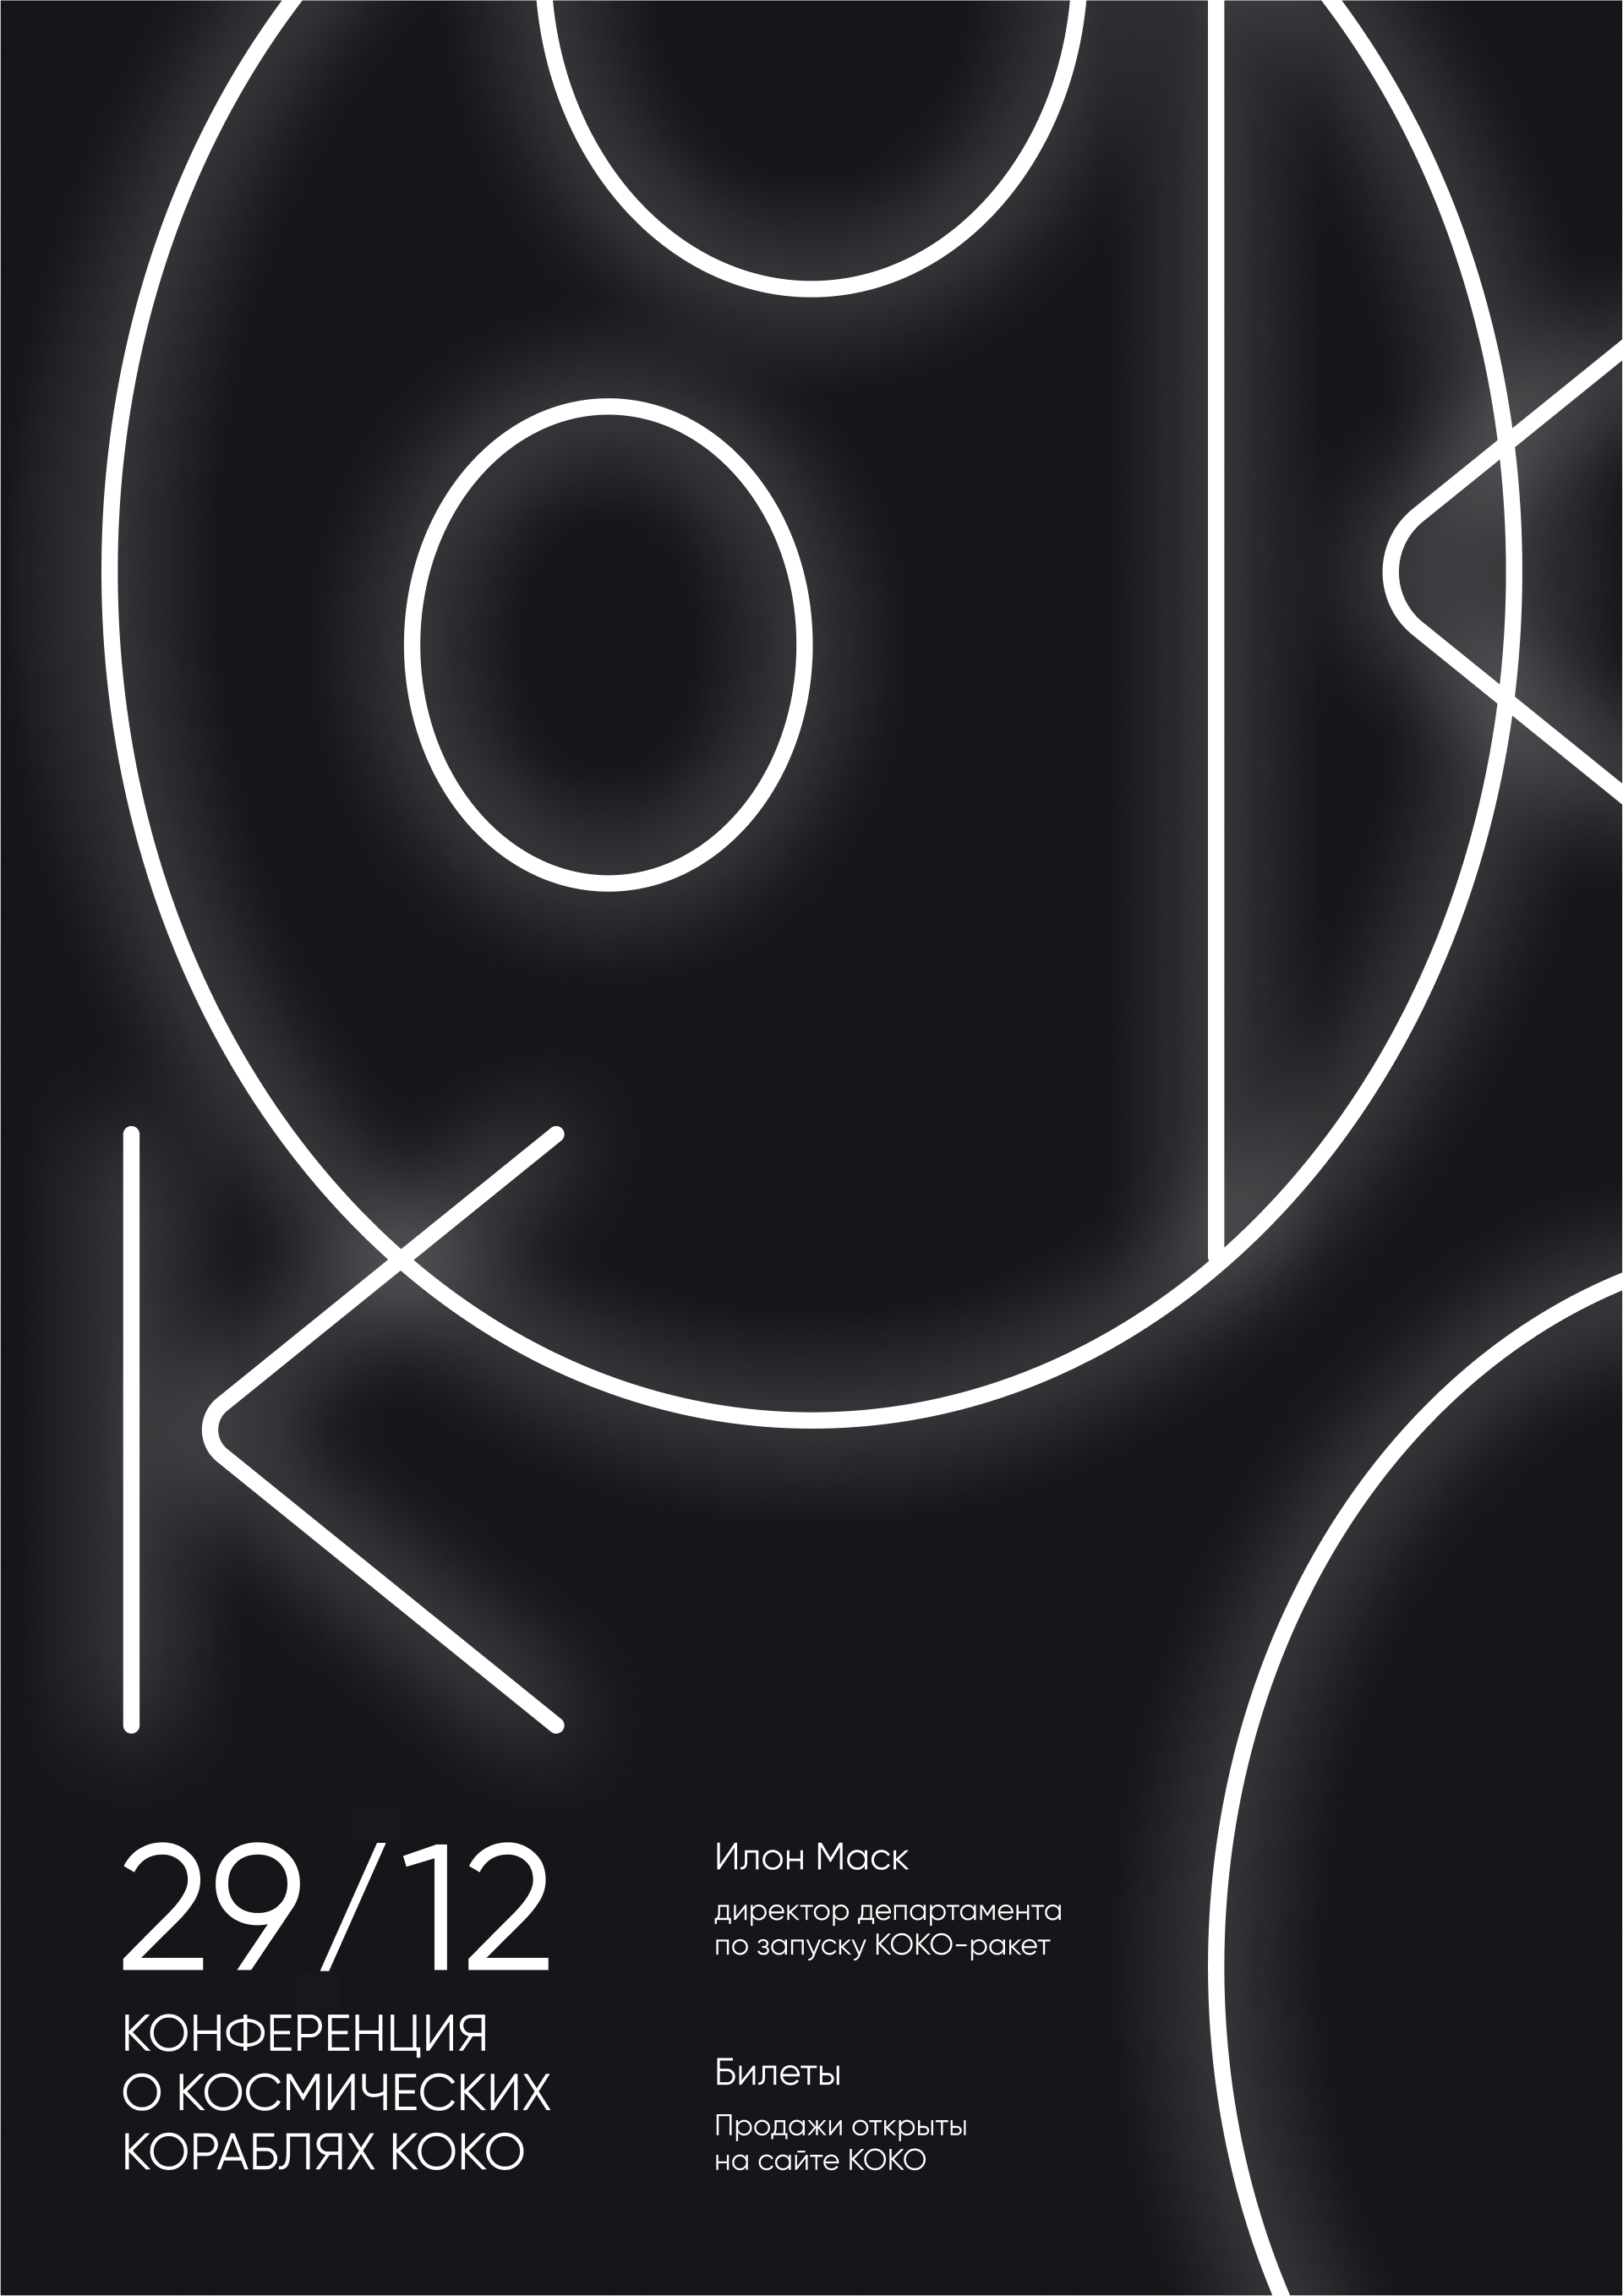 К
29/12
КОНФЕРЕНЦИЯ
О КОСМИЧЕСКИХ
КОРАБЛЯХ КОКО
Илон Маск
директор департамента
по запуску КОКО-ракет
Билеты
Продажи открыты
на сайте КОКО